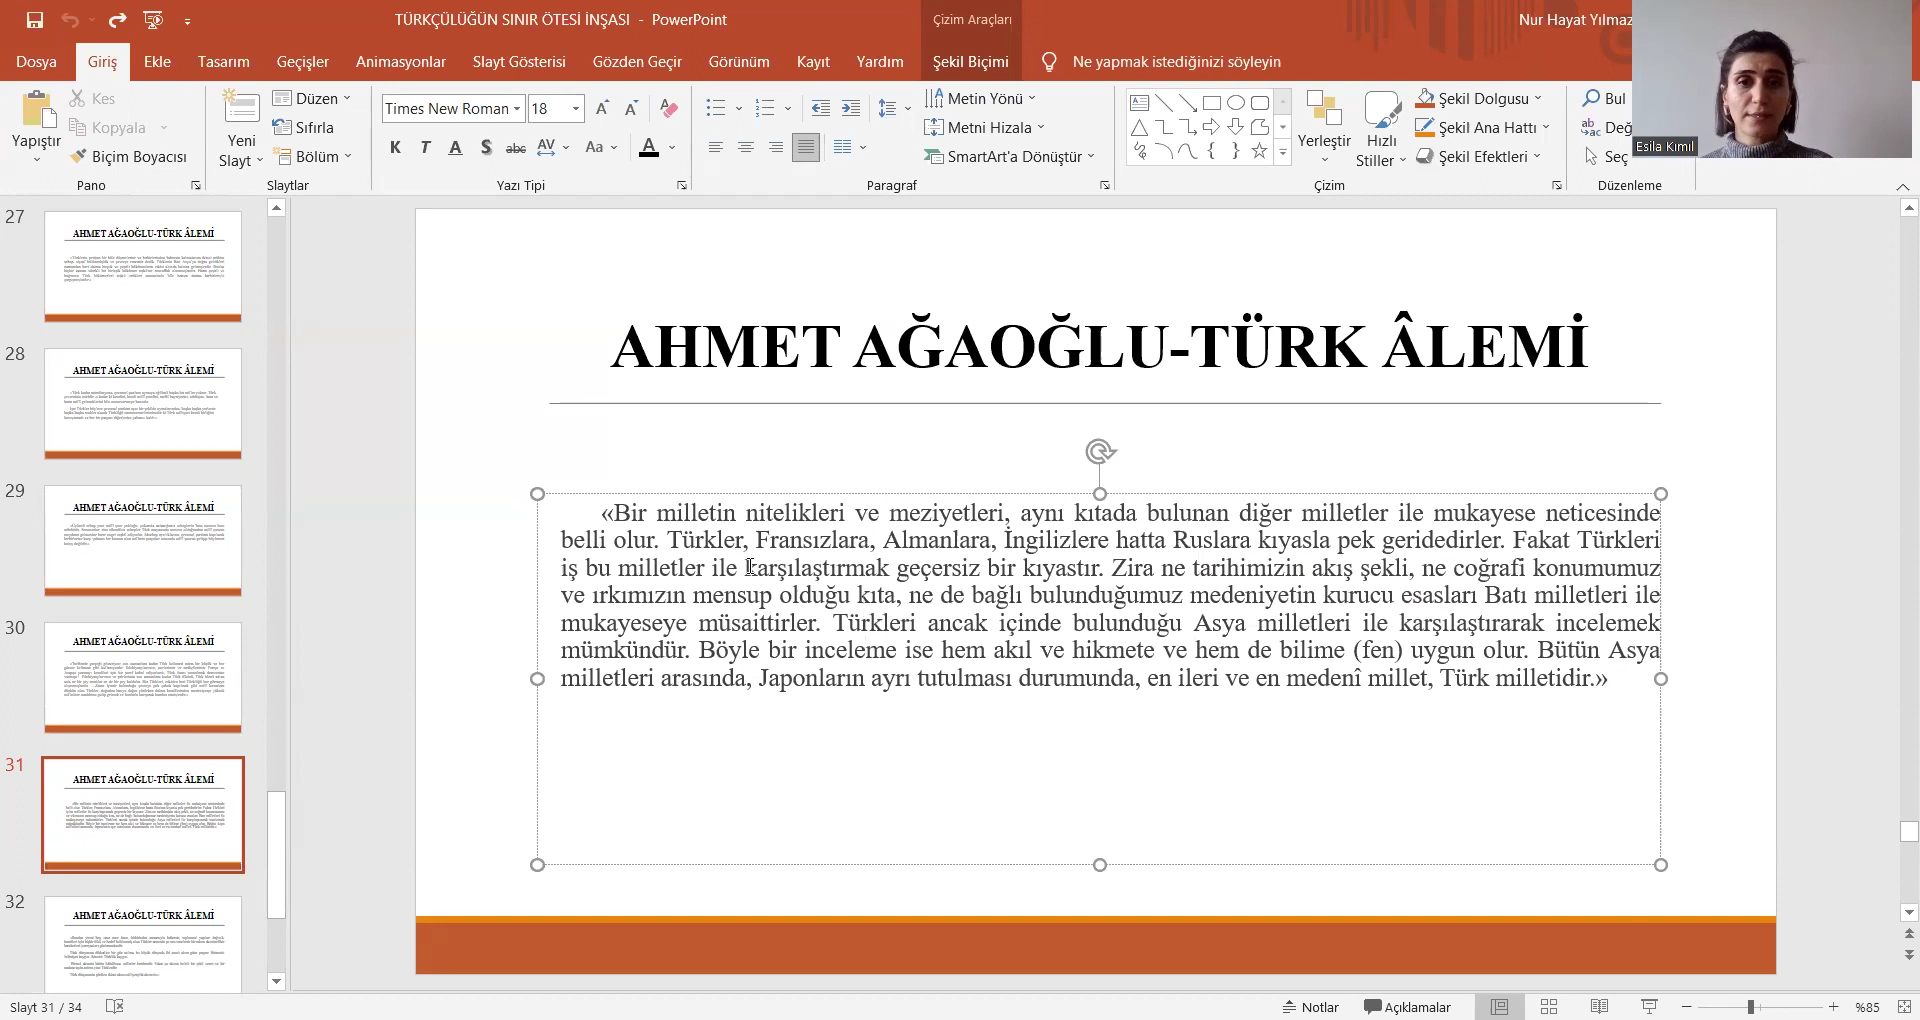 TÜRKÇÜLÜĞÜN SINIR ÖTESİ İNŞASI - PowerPoint
Çizim Araçları
Nur Hayat Yılmaz
Dosya Giriş Ekle Tasarım Geçişler Animasyonlar Slayt Gösterisi Gözden Geçir Görünüm Kayıt Yardım Şekil Biçimi Ne yapmak istediğinizi söyleyin
Yapıştır
Kes
Kopyala
Biçim Boyacısı
Pano
Yeni
Slayt
Düzen
Sıfırla
Bölüm
Slaytlar
Times New Roman 18
K T A S abc AV Aa A
Yazı Tipi
Metin Yönü
Metni Hizala
SmartArt'a Dönüştür
Paragraf
Yerleştir
Hızlı
Stiller
Şekil Dolgusu
Şekil Ana Hattı
Şekil Efektleri
Çizim
Bul
Değ
Seç
Düzenleme
Esila Kımıl
27
AHMET AĞAOĞLU-TÜRK ÂLEMİ
28
AHMET AĞAOĞLU-TÜRK ÂLEMİ
29
AHMET AĞAOĞLU-TÜRK ÂLEMİ
30
AHMET AĞAOĞLU-TÜRK ÂLEMİ
31
AHMET AĞAOĞLU-TÜRK ÂLEMİ
32
AHMET AĞAOĞLU-TÜRK ÂLEMİ
AHMET AĞAOĞLU-TÜRK ÂLEMİ
«Bir milletin nitelikleri ve meziyetleri, aynı kıtada bulunan diğer milletler ile mukayese neticesinde
belli olur. Türkler, Fransızlara, Almanlara, İngilizlere hatta Ruslara kıyasla pek geridedirler. Fakat Türkleri
iş bu milletler ile karşılaştırmak geçersiz bir kıyastır. Zira ne tarihimizin akış şekli, ne coğrafi konumumuz
ve ırkımızın mensup olduğu kıta, ne de bağlı bulunduğumuz medeniyetin kurucu esasları Batı milletleri ile
mukayeseye müsaittirler. Türkleri ancak içinde bulunduğu Asya milletleri ile karşılaştırarak incelemek
mümkündür. Böyle bir inceleme ise hem akıl ve hikmete ve hem de bilime (fen) uygun olur. Bütün Asya
milletleri arasında, Japonların ayrı tutulması durumunda, en ileri ve en medenî millet, Türk milletidir.»
Slayt 31 / 34
Notlar
Açıklamalar
%85